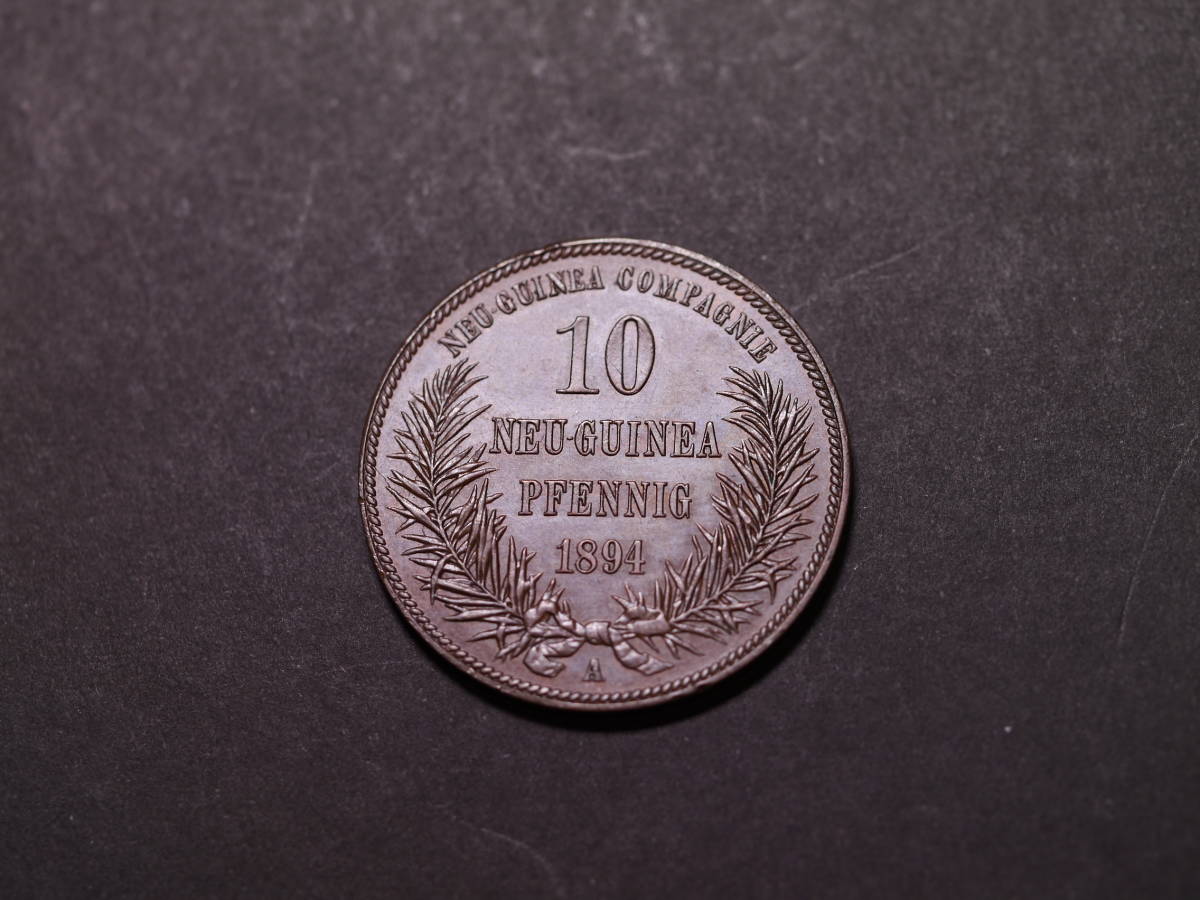 NEU-GUINEA COMPAGNIE
10
NEU-GUINEA
PFENNIG
1894
A